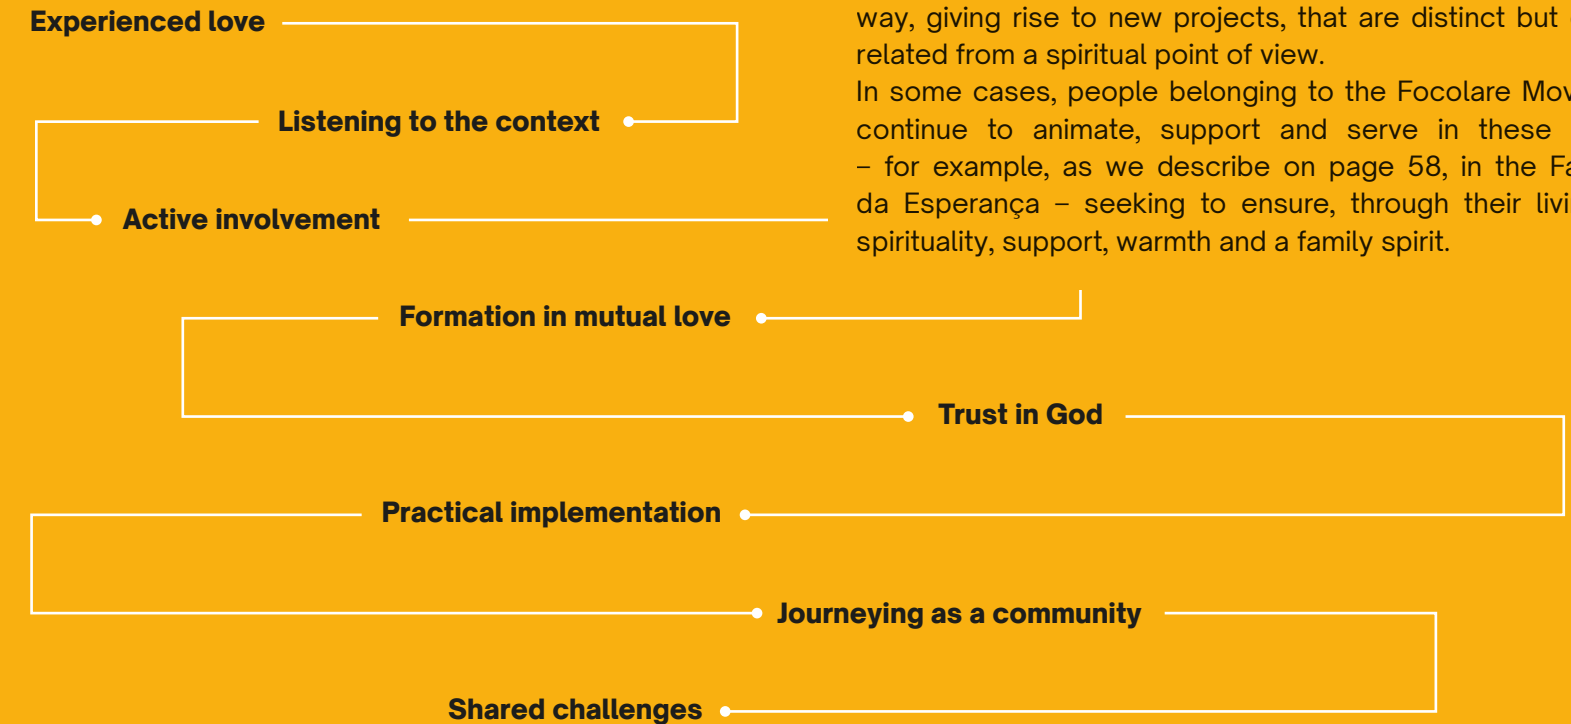 Experienced love
Listening to the context
Active involvement
way, giving rise to new projects, that are distinct but
related from a spiritual point of view.
In some cases, people belonging to the Focolare
continue to animate, support and serve in these
– for example, as we describe on page 58, in the
da Esperança – seeking to ensure, through their
spirituality, support, warmth and a family spirit.
Formation in mutual love
Trust in God
Practical implementation
Journeying as a community
Shared challenges